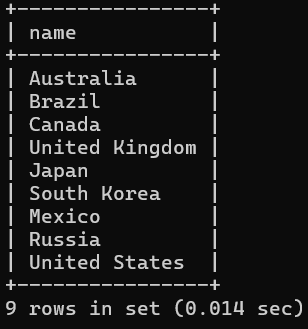 +----------------+
| name           |
+----------------+
| Australia      |
| Brazil         |
| Canada         |
| United Kingdom |
| Japan          |
| South Korea    |
| Mexico         |
| Russia         |
| United States  |
+----------------+
9 rows in set (0.014 sec)